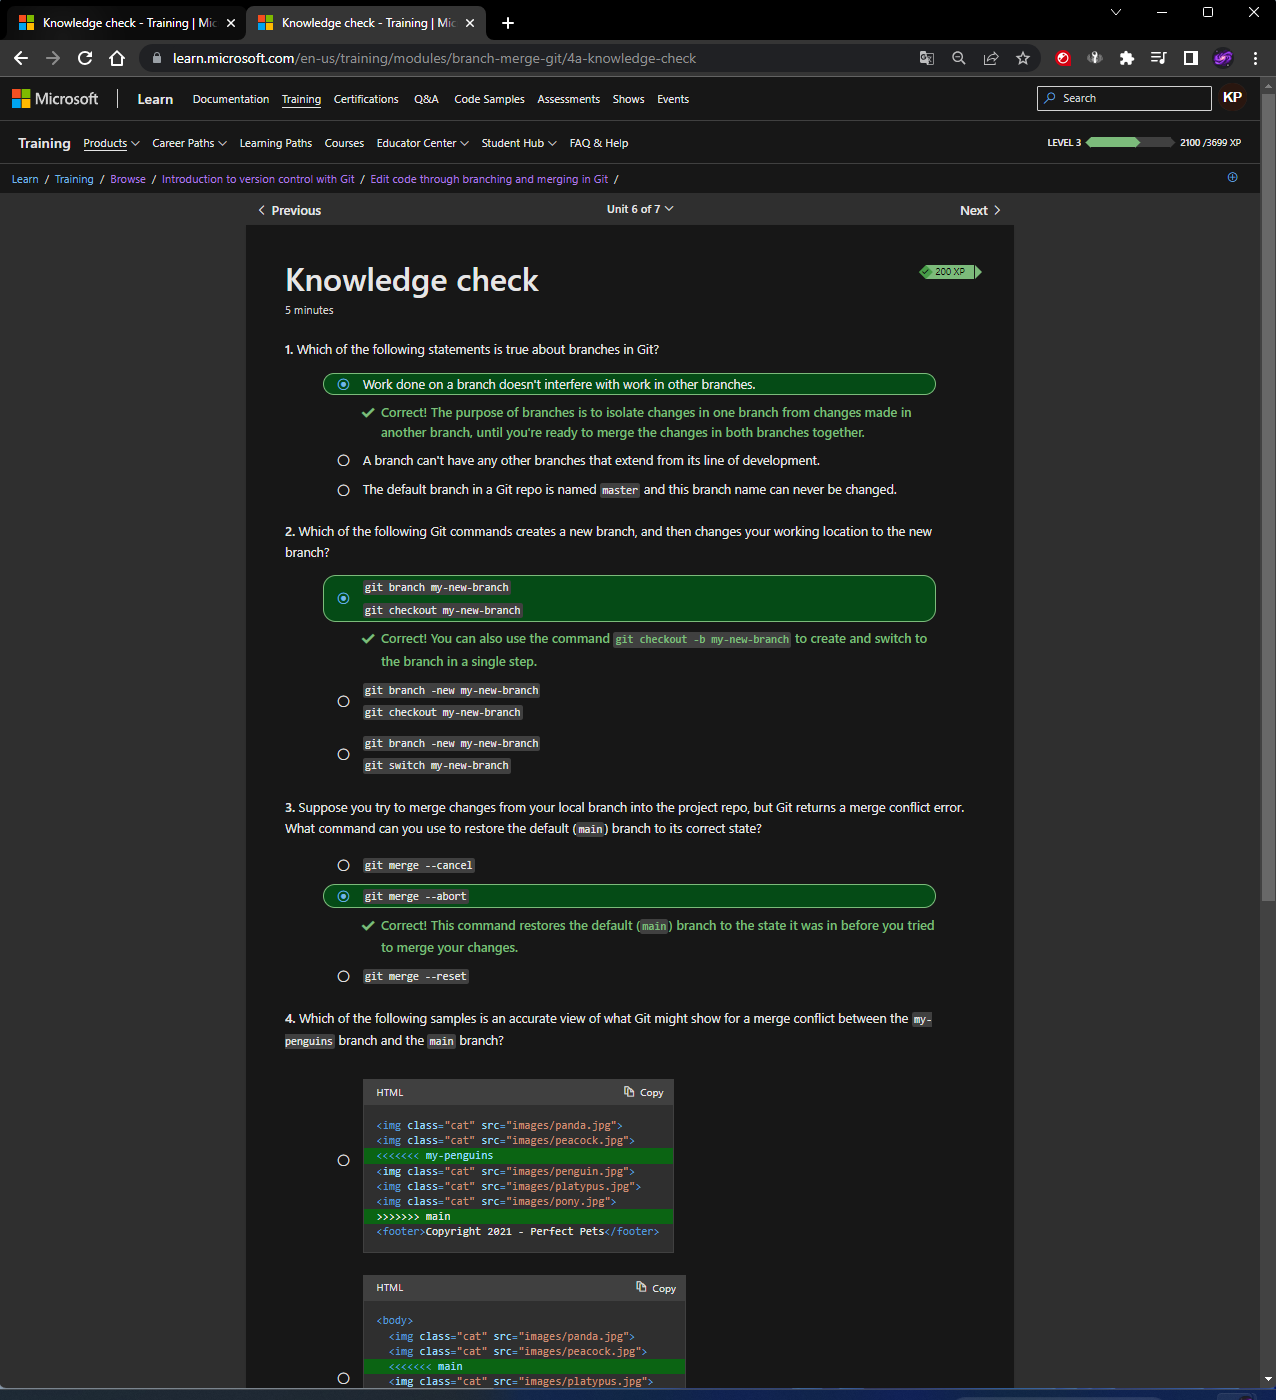 Knowledge check - Training | Mic
Knowledge check - Training | Mic
learn.microsoft.com/en-us/training/modules/branch-merge-git/4a-knowledge-check
Microsoft
Learn Documentation Training Certifications Q&A Code Samples Assessments Shows Events
Search
KP
Training Products Career Paths Learning Paths Courses Educator Center Student Hub FAQ & Help
LEVEL 3 2100 /3699 XP
Learn / Training / Browse / Introduction to version control with Git / Edit code through branching and merging in Git /
Previous Unit 6 of 7 Next
Knowledge check
200 XP
5 minutes
1. Which of the following statements is true about branches in Git?
Work done on a branch doesn't interfere with work in other branches.
Correct! The purpose of branches is to isolate changes in one branch from changes made in
another branch, until you're ready to merge the changes in both branches together.
A branch can't have any other branches that extend from its line of development.
The default branch in a Git repo is named master and this branch name can never be changed.
2. Which of the following Git commands creates a new branch, and then changes your working location to the new
branch?
git branch my-new-branch
git checkout my-new-branch
Correct! You can also use the command git checkout -b my-new-branch to create and switch to
the branch in a single step.
git branch -new my-new-branch
git checkout my-new-branch
git branch -new my-new-branch
git switch my-new-branch
3. Suppose you try to merge changes from your local branch into the project repo, but Git returns a merge conflict error.
What command can you use to restore the default (main) branch to its correct state?
git merge --cancel
git merge --abort
Correct! This command restores the default (main) branch to the state it was in before you tried
to merge your changes.
git merge --reset
4. Which of the following samples is an accurate view of what Git might show for a merge conflict between the my-
penguins branch and the main branch?
HTML Copy
<img class="cat" src="images/panda.jpg">
<img class="cat" src="images/peacock.jpg">
<<<<<<< my-penguins
<img class="cat" src="images/penguin.jpg">
<img class="cat" src="images/platypus.jpg">
<img class="cat" src="images/pony.jpg">
>>>>>>> main
<footer>Copyright 2021 - Perfect Pets</footer>
HTML Copy
<body>
<img class="cat" src="images/panda.jpg">
<img class="cat" src="images/peacock.jpg">
<<<<<<< main
<img class="cat" src="images/platypus.jpg">